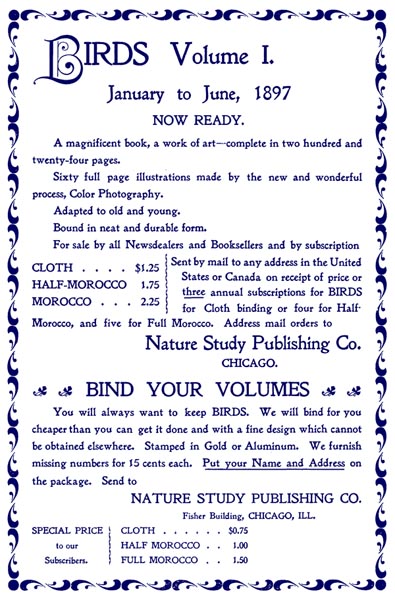 BIRDS Volume I.
January to June, 1897
NOW READY.
A magnificent book, a work of art—complete in two hundred and
twenty-four pages.
Sixty full page illustrations made by the new and wonderful
process, Color Photography.
Adapted to old and young.
Bound in neat and durable form.
For sale by all Newsdealers and Booksellers and by subscription
CLOTH . . . . $1.25
HALF-MOROCCO 1.75
MOROCCO . . . 2.25
Sent by mail to any address in the United
States or Canada on receipt of price or
three annual subscriptions for BIRDS
for Cloth binding or four for Half-
Morocco, and five for Full Morocco. Address mail orders to
Nature Study Publishing Co.
CHICAGO.
BIND YOUR VOLUMES
You will always want to keep BIRDS. We will bind for you
cheaper than you can get it done and with a fine design which cannot
be obtained elsewhere. Stamped in Gold or Aluminum. We furnish
missing numbers for 15 cents each. Put your Name and Address on
the package. Send to
NATURE STUDY PUBLISHING CO.
Fisher Building, CHICAGO, ILL.
SPECIAL PRICE
to our
Subscribers.
CLOTH . . . . . . $0.75
HALF MOROCCO . . 1.00
FULL MOROCCO . . 1.50